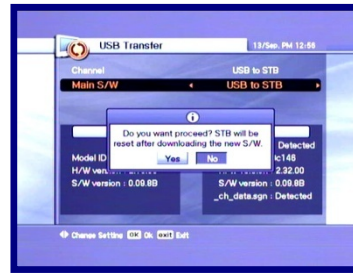 USB Transfer
13/Sep. PM 12:56
Channel USB to STB
Main S/W USB to STB
Do you want proceed? STB will be
reset after downloading the new S/W.
Yes No
Detected
Model ID
H/W
S/W version : 0.09.8B
2.32.00
S/W version : 0.09.8B
_ch_data.sgn : Detected
Change Setting OK Ok exit Exit